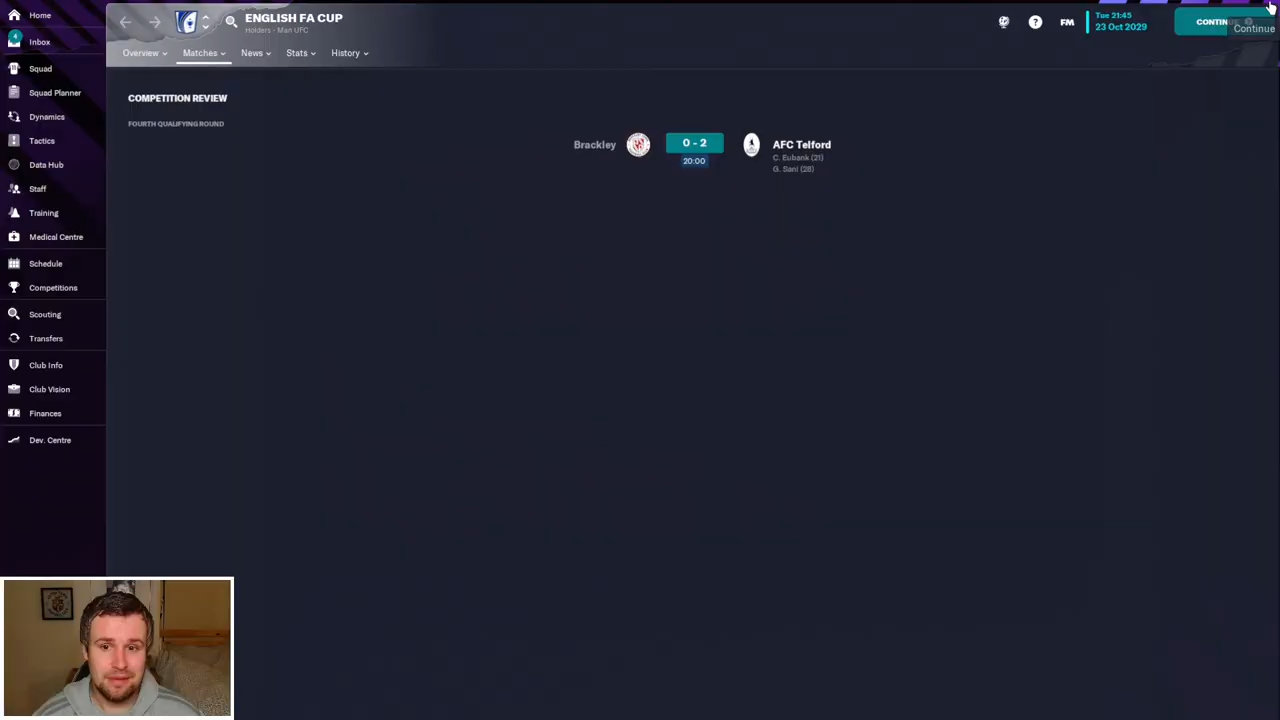 Home
4
Inbox
Squad
Squad Planner
Dynamics
Tactics
Data Hub
Staff
Training
Medical Centre
Schedule
Competitions
Scouting
Transfers
Club Info
Club Vision
Finances
Dev. Centre
ENGLISH FA CUP
Holders - Man UFC
FM
Tue 21:45
23 Oct 2029
CONTIN
Continue
Overview
Matches
News
Stats
History
COMPETITION REVIEW
FOURTH QUALIFYING ROUND
Brackley
0 - 2
20:00
AFC Telford
C. Eubank (21)
G. Sani (28)